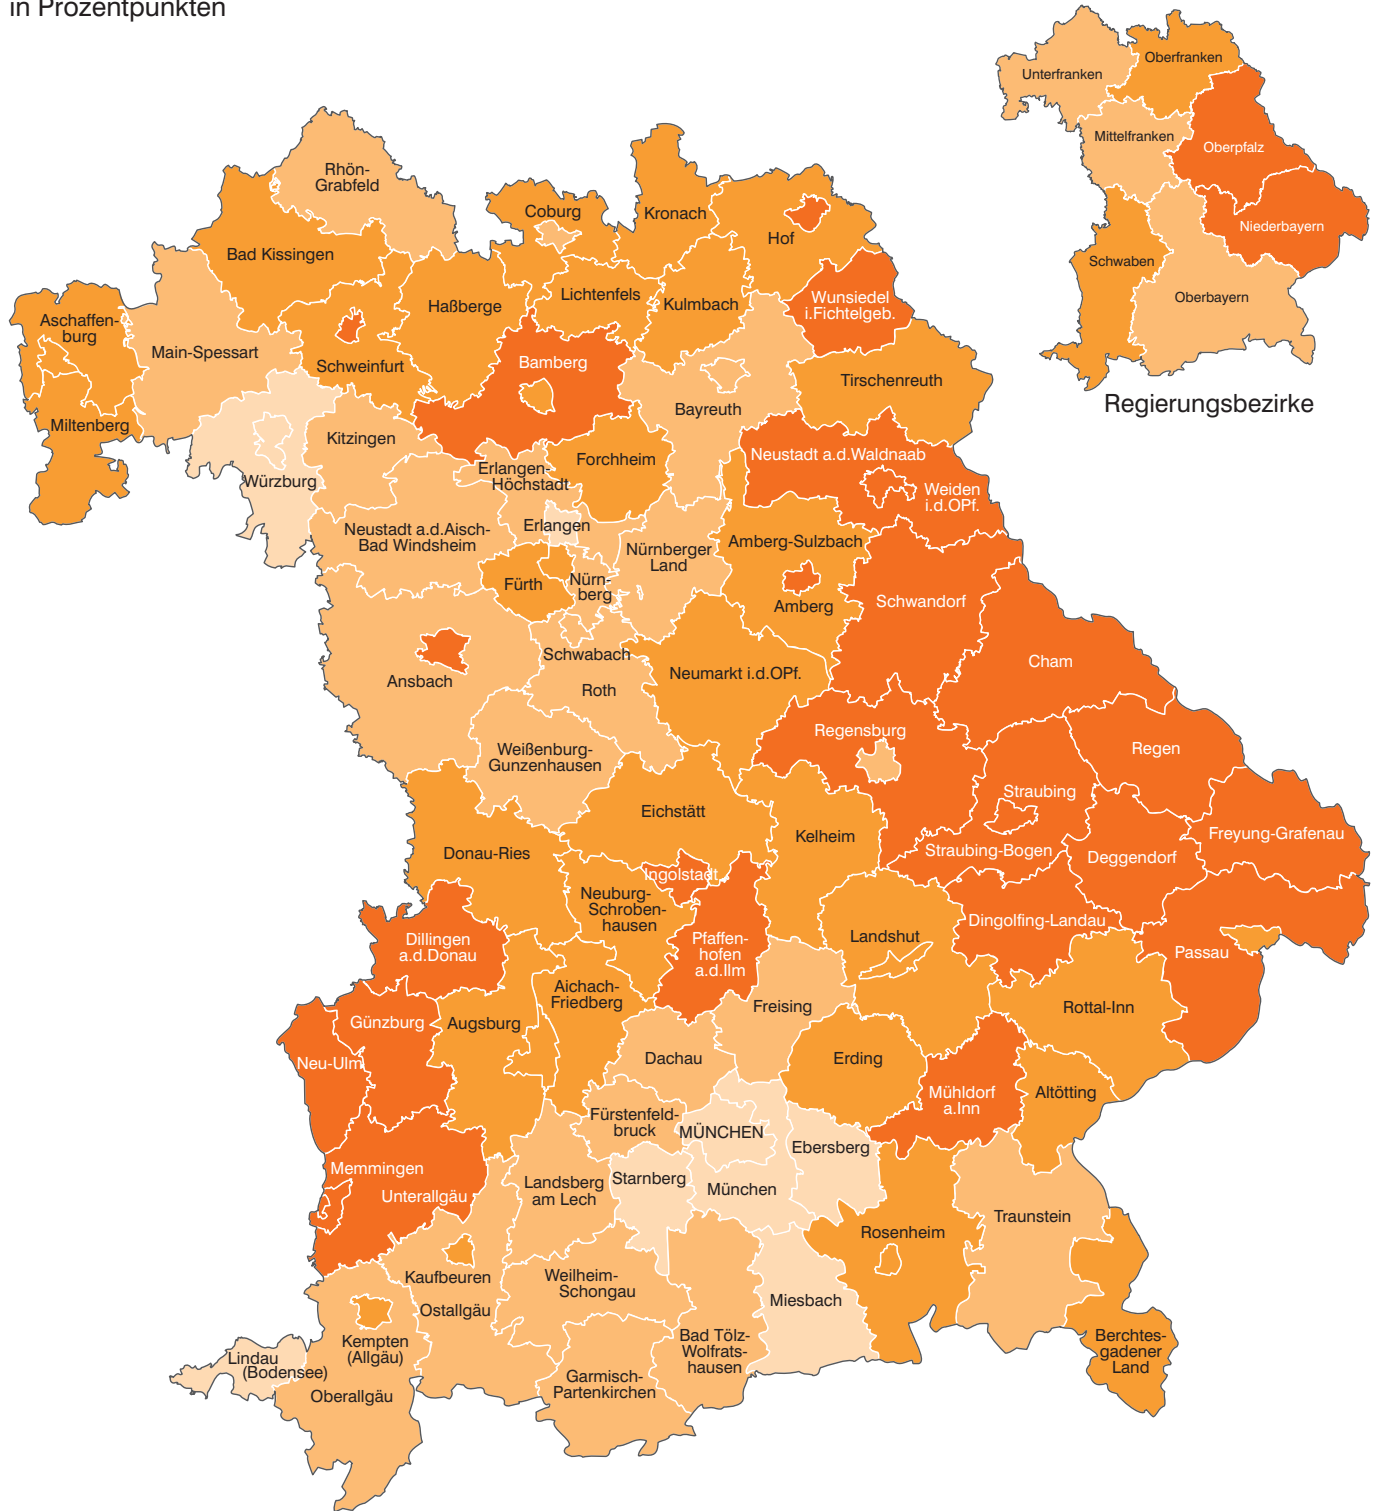 in Prozentpunkten
Unterfranken
Oberfranken
Mittelfranken
Oberpfalz
Niederbayern
Schwaben
Oberbayern
Regierungsbezirke
Rhön-
Grabfeld
Coburg
Kronach
Hof
Bad Kissingen
Haßberge
Lichtenfels
Kulmbach
Wunsiedel
i.Fichtelgeb.
Aschaffen-
burg
Main-Spessart
Schweinfurt
Bamberg
Tirschenreuth
Bayreuth
Miltenberg
Kitzingen
Würzburg
Erlangen-
Höchstadt
Forchheim
Neustadt a.d.Waldnaab
Weiden
i.d.OPf.
Neustadt a.d.Aisch-
Bad Windsheim
Erlangen
Nürnberger
Land
Amberg-Sulzbach
Fürth
Nürn-
berg
Amberg
Schwandorf
Ansbach
Schwabach
Roth
Neumarkt i.d.OPf.
Cham
Weißenburg-
Gunzenhausen
Regensburg
Regen
Straubing
Eichstätt
Kelheim
Freyung-Grafenau
Straubing-Bogen
Deggendorf
Donau-Ries
Ingolstadt
Neuburg-
Schroben-
hausen
Dillingen
a.d.Donau
Pfaffen-
hofen
a.d.Ilm
Landshut
Dingolfing-Landau
Passau
Aichach-
Friedberg
Freising
Rottal-Inn
Günzburg
Augsburg
Neu-Ulm
Dachau
Erding
Mühldorf
a.Inn
Altötting
Fürstenfeld-
bruck
MÜNCHEN
Ebersberg
Memmingen
Unterallgäu
Landsberg
am Lech
Starnberg
München
Traunstein
Rosenheim
Kaufbeuren
Weilheim-
Schongau
Miesbach
Ostallgäu
Kempten
(Allgäu)
Bad Tölz-
Wolfrats-
hausen
Berchtes-
gadener
Land
Lindau
(Bodensee)
Garmisch-
Partenkirchen
Oberallgäu